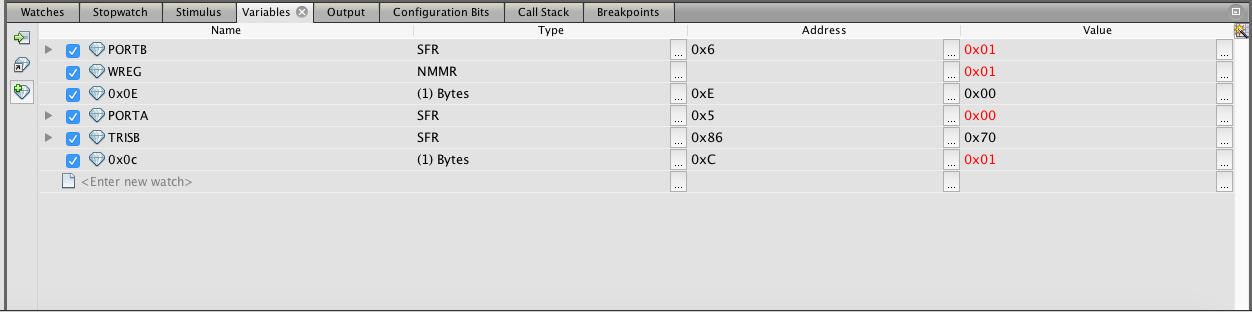 Watches Stopwatch Stimulus Variables Output Configuration Bits Call Stack Breakpoints
Name Type Address Value
PORTB SFR ... 0x6 ... 0x01 ...
WREG NMMR ... ... 0x01 ...
0x0E (1) Bytes ... 0xE ... 0x00 ...
PORTA SFR ... 0x5 ... 0x00 ...
TRISB SFR ... 0x86 ... 0x70 ...
0x0c (1) Bytes ... 0xC ... 0x01 ...
<Enter new watch> ... ... ...